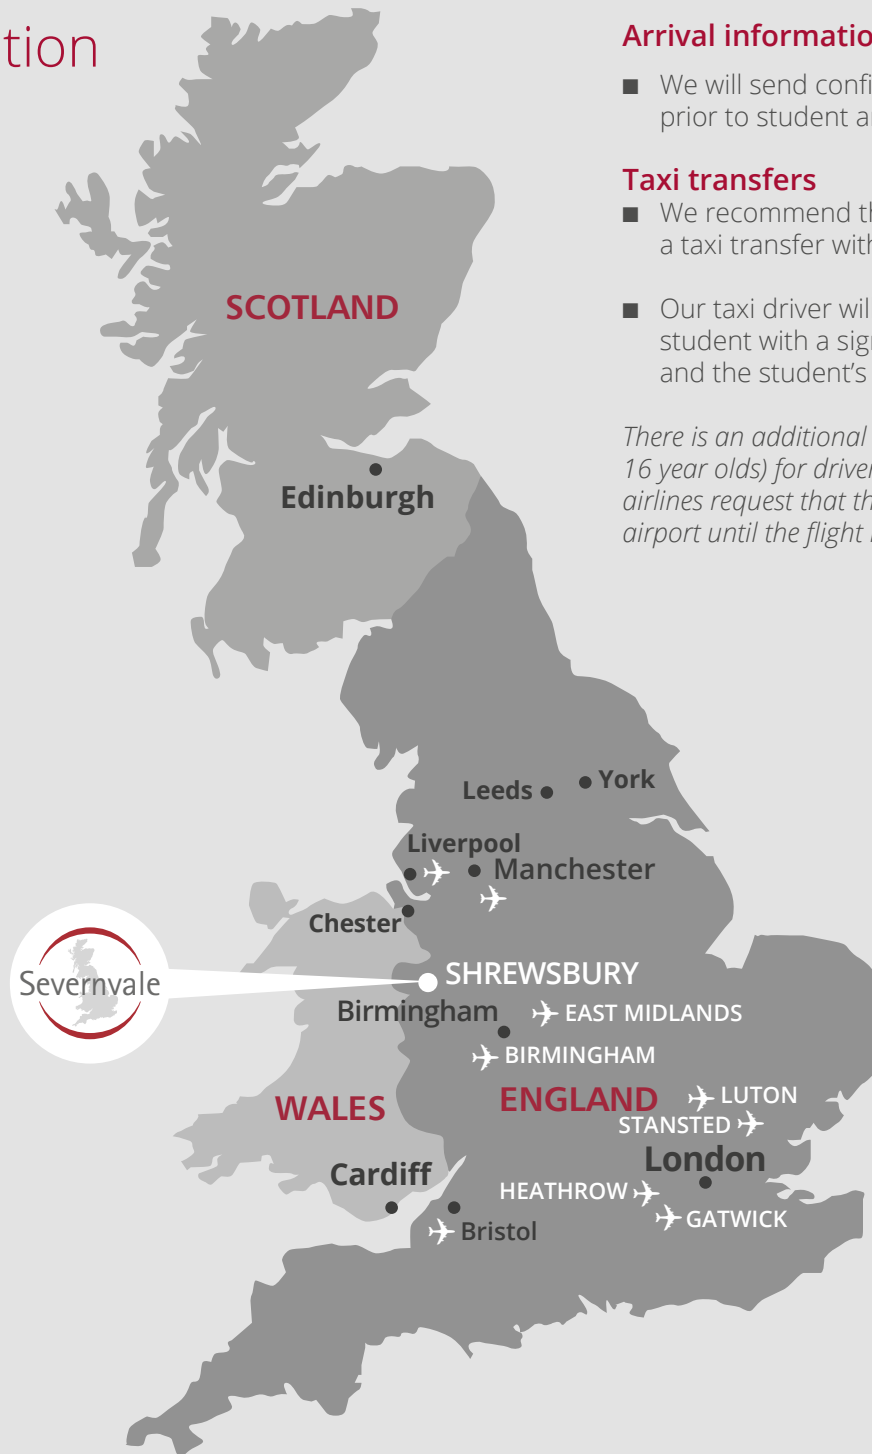 tion
Arrival informatio
■ We will send confi
prior to student a
Taxi transfers
■ We recommend th
a taxi transfer with
■ Our taxi driver wil
student with a sign
and the student’s
There is an additional
16 year olds) for driver
airlines request that th
airport until the flight
SCOTLAND
Edinburgh
Leeds
York
Liverpool
Manchester
Chester
Severnvale
SHREWSBURY
Birmingham
EAST MIDLANDS
BIRMINGHAM
WALES
ENGLAND
LUTON
STANSTED
London
Cardiff
HEATHROW
GATWICK
Bristol